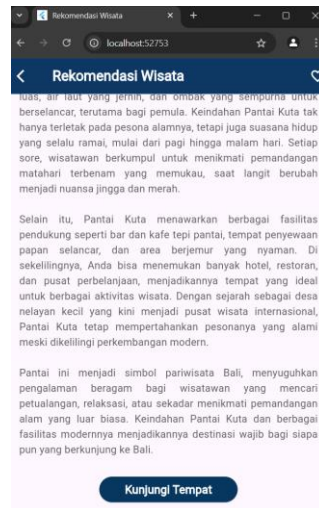 Rekomendasi Wisata
localhost:52753
Rekomendasi Wisata
luas, air laut yang jernih, dan ombak yang sempurna untuk
berselancar, terutama bagi pemula. Keindahan Pantai Kuta tak
hanya terletak pada pesona alamnya, tetapi juga suasana hidup
yang selalu ramai, mulai dari pagi hingga malam hari. Setiap
sore, wisatawan berkumpul untuk menikmati pemandangan
matahari terbenam yang memukau, saat langit berubah
menjadi nuansa jingga dan merah.
Selain itu, Pantai Kuta menawarkan berbagai fasilitas
pendukung seperti bar dan kafe tepi pantai, tempat penyewaan
papan selancar, dan area berjemur yang nyaman. Di
sekelilingnya, Anda bisa menemukan banyak hotel, restoran,
dan pusat perbelanjaan, menjadikannya tempat yang ideal
untuk berbagai aktivitas wisata. Dengan sejarah sebagai desa
nelayan kecil yang kini menjadi pusat wisata internasional,
Pantai Kuta tetap mempertahankan pesonanya yang alami
meski dikelilingi perkembangan modern.
Pantai ini menjadi simbol pariwisata Bali, menyuguhkan
pengalaman beragam bagi wisatawan yang mencari
petualangan, relaksasi, atau sekadar menikmati pemandangan
alam yang luar biasa. Keindahan Pantai Kuta dan berbagai
fasilitas modernnya menjadikannya destinasi wajib bagi siapa
pun yang berkunjung ke Bali.
Kunjungi Tempat